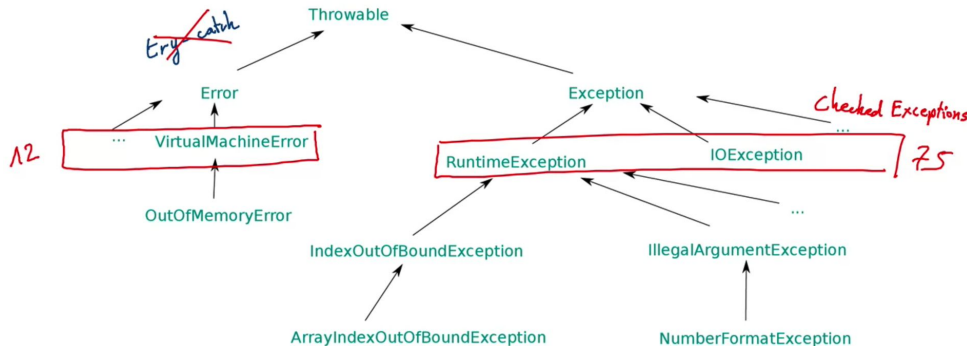 Throwable
try-catch
Error
Exception
Checked Exceptions
...
12
... VirtualMachineError
RuntimeException
IOException
75
OutOfMemoryError
...
IndexOutOfBoundException
IllegalArgumentException
ArrayIndexOutOfBoundException
NumberFormatException